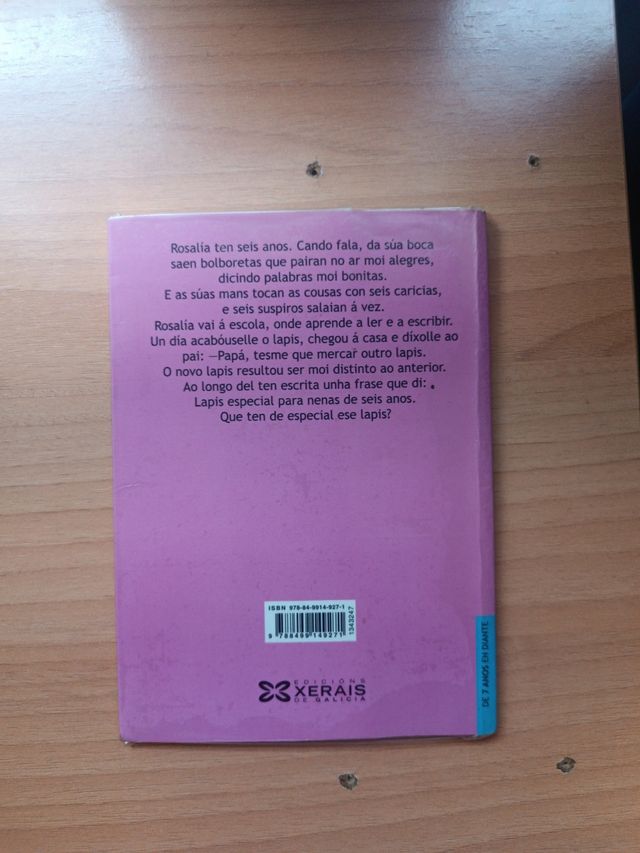 Rosalía ten seis anos. Cando fala, da súa boca
saen bolboretas que pairan no ar moi alegres,
dicindo palabras moi bonitas.
E as súas mans tocan as cousas con seis caricias,
e seis suspiros salaian á vez.
Rosalía vai á escola, onde aprende a ler e a escribir.
Un día acabóuselle o lapis, chegou á casa e díxolle ao
pai: —Papá, tesme que mercar outro lapis.
O novo lapis resultou ser moi distinto ao anterior.
Ao longo del ten escrita unha frase que di:
Lapis especial para nenas de seis anos.
Que ten de especial ese lapis?
ISBN 978-84-9914-927-1
9 788499 149271
1343247
EDICIÓNS
XERAIS
DE GALICIA
DE 7 ANOS EN DIANTE